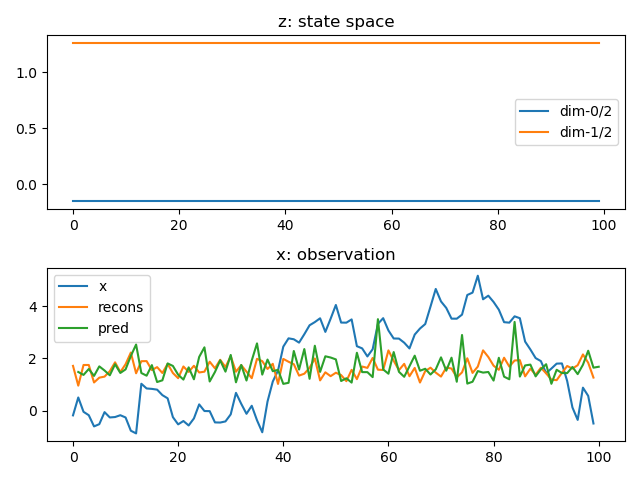 z: state space
1.0
0.5
0.0
dim-0/2
dim-1/2
0 20 40 60 80 100
x: observation
x
recons
pred
4
2
0
0 20 40 60 80 100